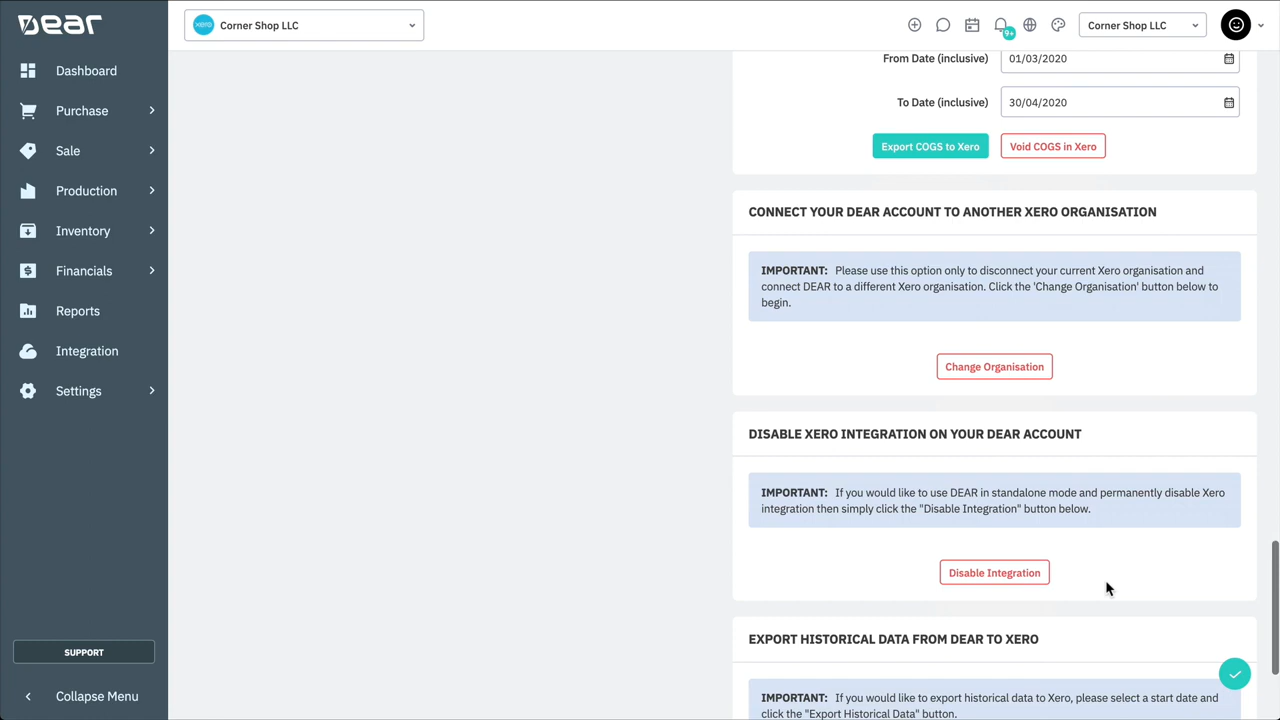 DEAR
xero Corner Shop LLC
9+
Corner Shop LLC
Dashboard
Purchase
Sale
Production
Inventory
Financials
Reports
Integration
Settings
SUPPORT
Collapse Menu
From Date (inclusive) 01/03/2020
To Date (inclusive) 30/04/2020
Export COGS to Xero Void COGS in Xero
CONNECT YOUR DEAR ACCOUNT TO ANOTHER XERO ORGANISATION
IMPORTANT: Please use this option only to disconnect your current Xero organisation and
connect DEAR to a different Xero organisation. Click the 'Change Organisation' button below to
begin.
Change Organisation
DISABLE XERO INTEGRATION ON YOUR DEAR ACCOUNT
IMPORTANT: If you would like to use DEAR in standalone mode and permanently disable Xero
integration then simply click the "Disable Integration" button below.
Disable Integration
EXPORT HISTORICAL DATA FROM DEAR TO XERO
IMPORTANT: If you would like to export historical data to Xero, please select a start date and
click the "Export Historical Data" button.